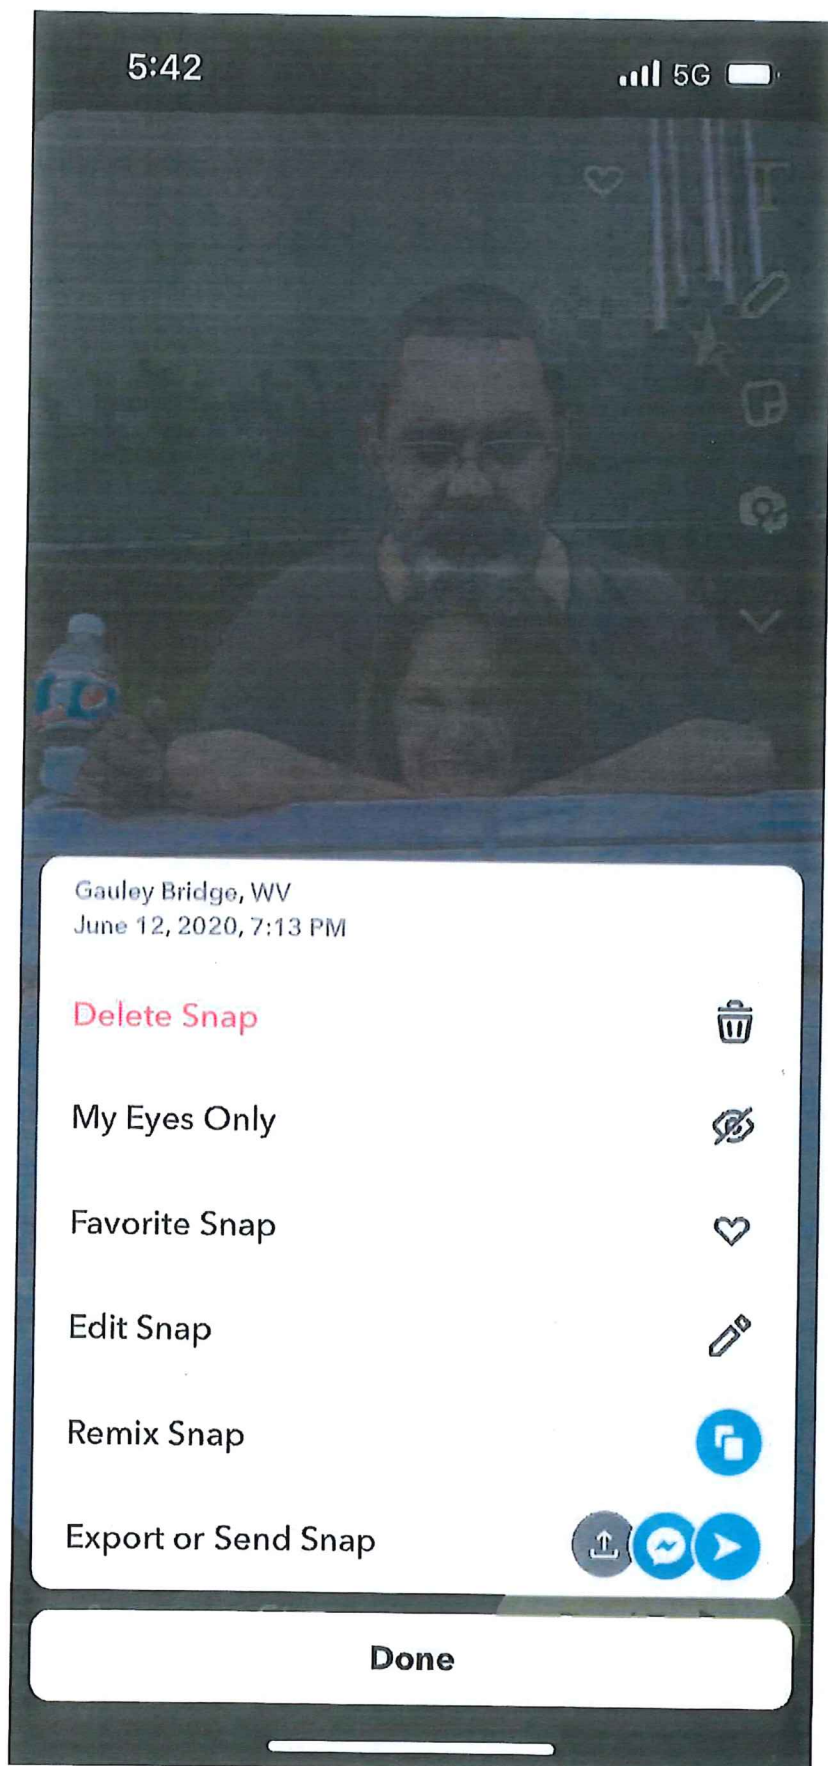 5:42
5G
Gauley Bridge, WV
June 12, 2020, 7:13 PM
Delete Snap
My Eyes Only
Favorite Snap
Edit Snap
Remix Snap
Export or Send Snap
Done